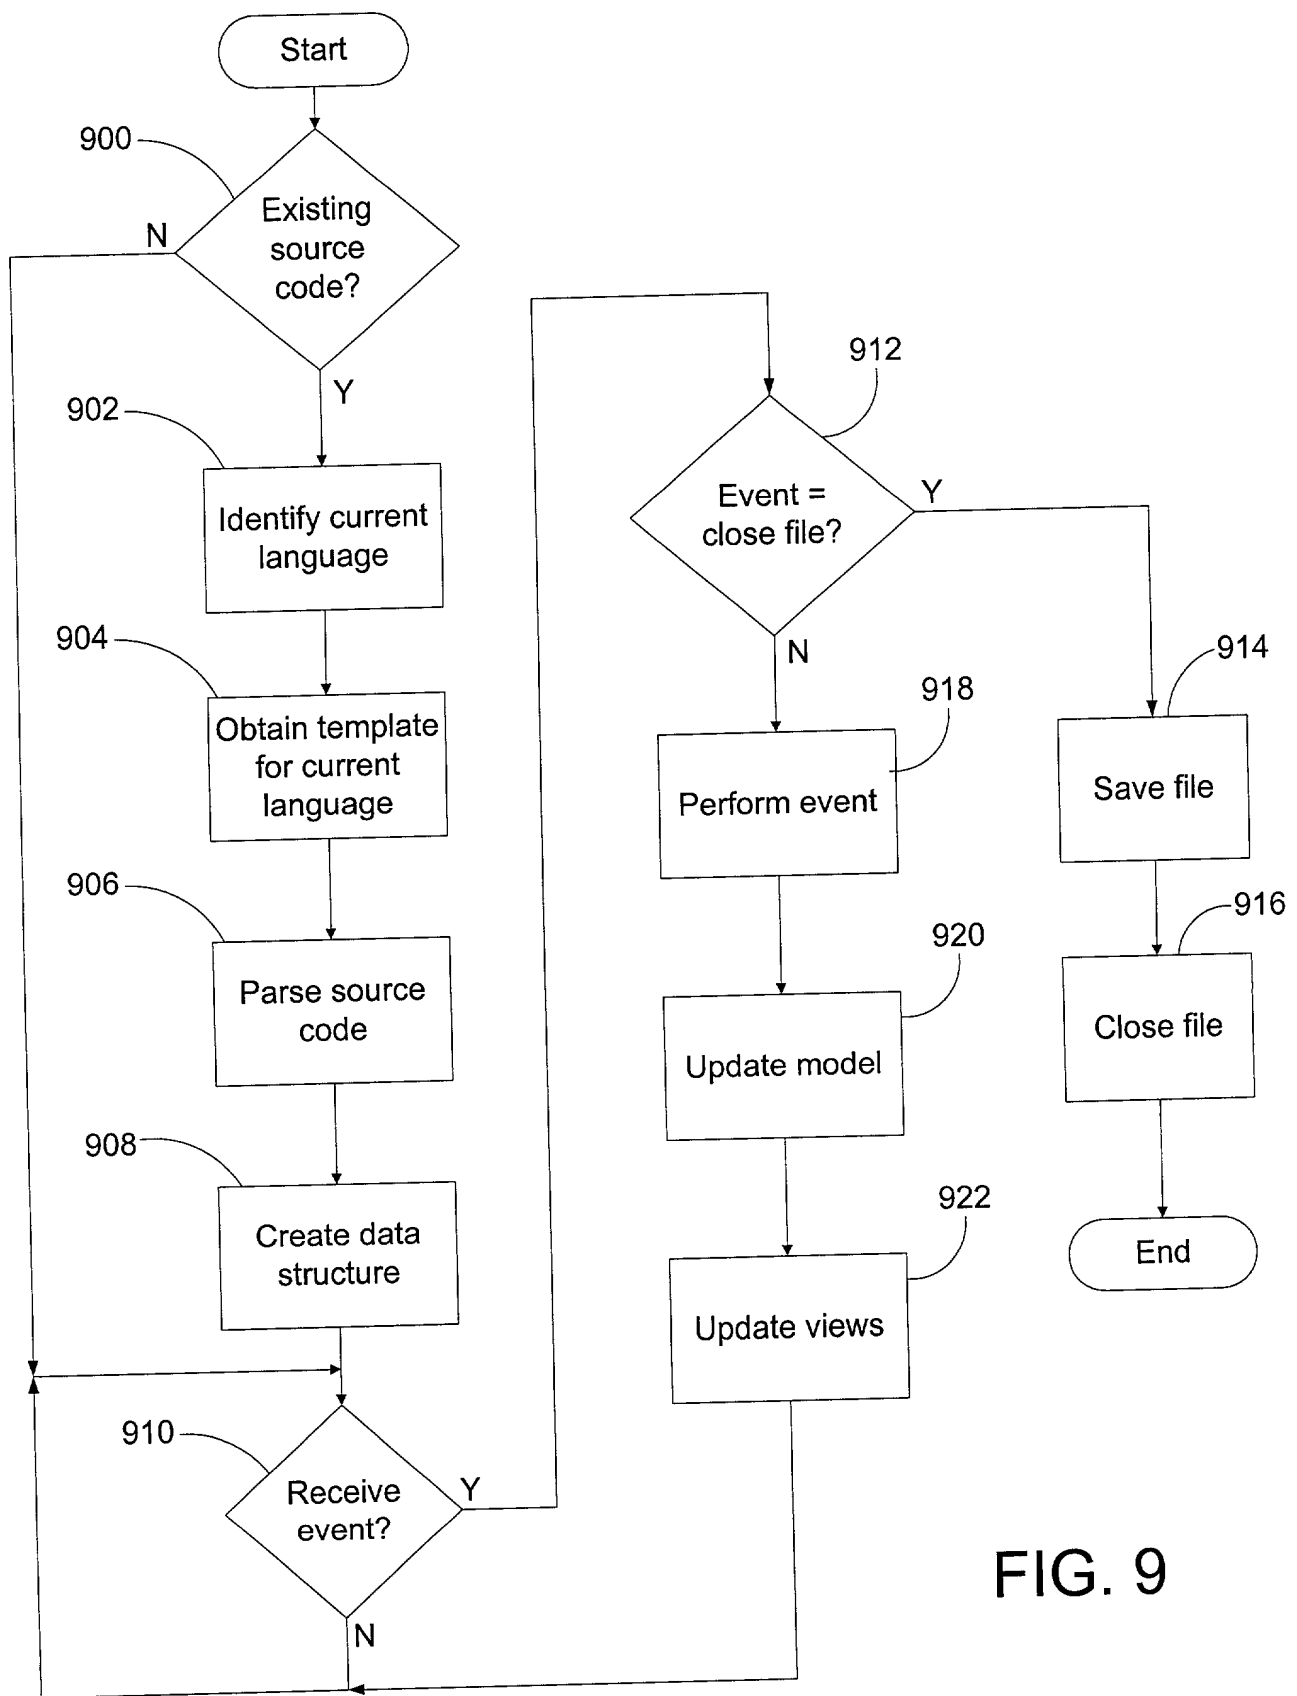 Start
900
Existing
source
code?
N
Y
902
Identify current
language
904
Obtain template
for current
language
906
Parse source
code
908
Create data
structure
910
Receive
event?
Y
N
912
Event =
close file?
Y
N
918
Perform event
920
Update model
922
Update views
914
Save file
916
Close file
End
FIG. 9